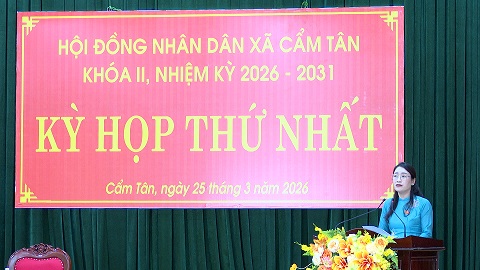 HỘI ĐỒNG NHÂN DÂN XÃ CẨM TÂN
KHÓA II, NHIỆM KỲ 2026 - 2031
KỲ HỌP THỨ NHẤT
Cẩm Tân, ngày 25 tháng 3 năm 2026